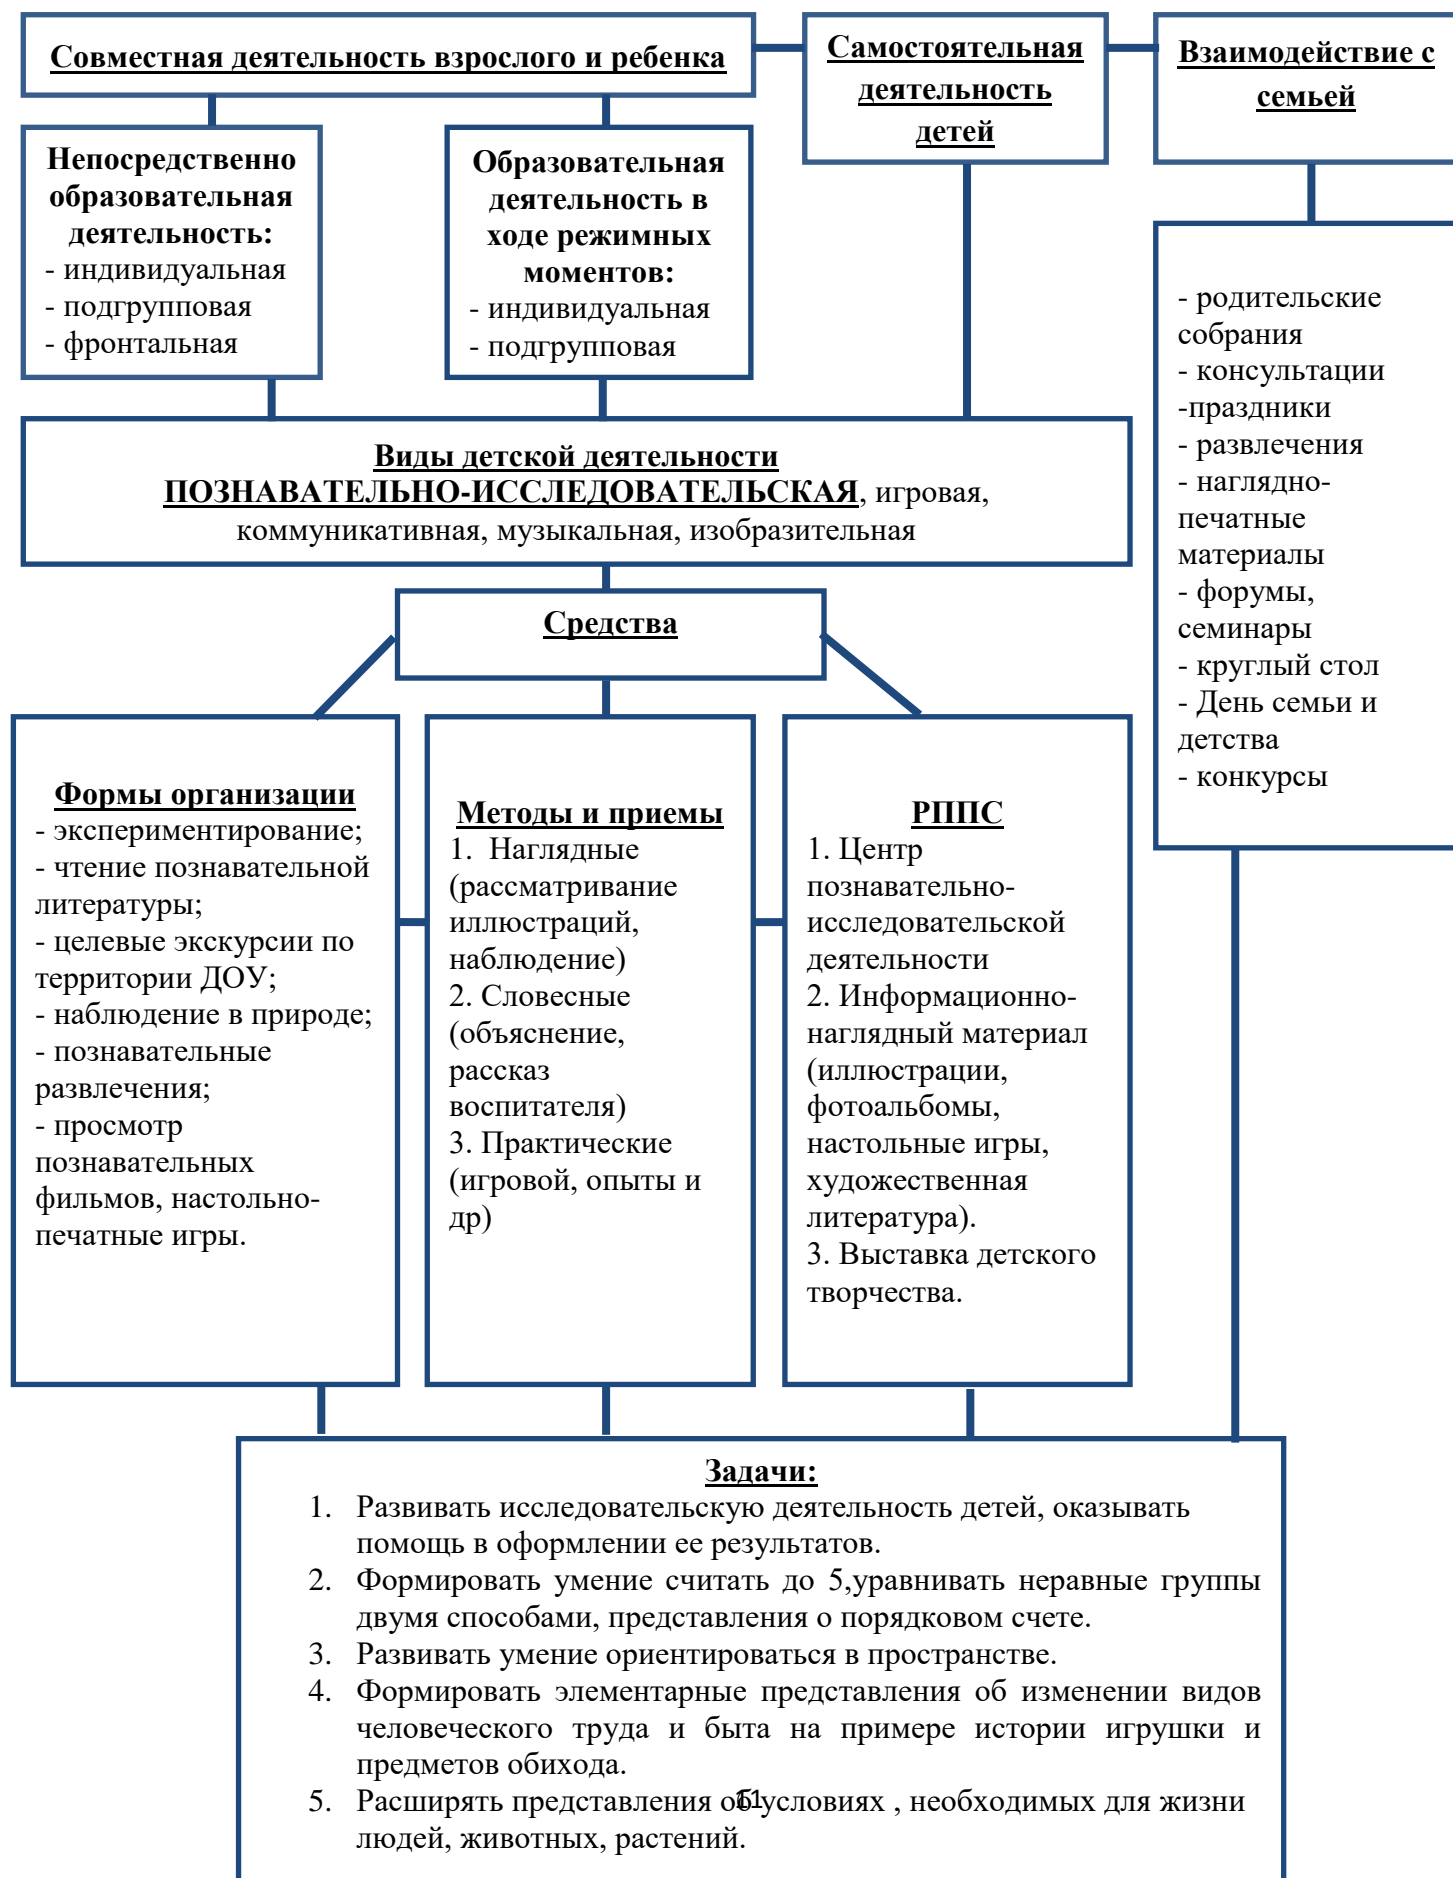 Совместная деятельность взрослого и ребенка
Самостоятельная
деятельность
детей
Взаимодействие с
семьей
Непосредственно
образовательная
деятельность:
- индивидуальная
- подгрупповая
- фронтальная
Образовательная
деятельность в
ходе режимных
моментов:
- индивидуальная
- подгрупповая
- родительские
собрания
- консультации
-праздники
- развлечения
- наглядно-
печатные
материалы
- форумы,
семинары
- круглый стол
- День семьи и
детства
- конкурсы
Виды детской деятельности
ПОЗНАВАТЕЛЬНО-ИССЛЕДОВАТЕЛЬСКАЯ, игровая,
коммуникативная, музыкальная, изобразительная
Средства
Формы организации
- экспериментирование;
- чтение познавательной
литературы;
- целевые экскурсии по
территории ДОУ;
- наблюдение в природе;
- познавательные
развлечения;
- просмотр
познавательных
фильмов, настольно-
печатные игры.
Методы и приемы
1. Наглядные
(рассматривание
иллюстраций,
наблюдение)
2. Словесные
(объяснение,
рассказ
воспитателя)
3. Практические
(игровой, опыты и
др)
РППС
1. Центр
познавательно-
исследовательской
деятельности
2. Информационно-
наглядный материал
(иллюстрации,
фотоальбомы,
настольные игры,
художественная
литература).
3. Выставка детского
творчества.
Задачи:
1. Развивать исследовательскую деятельность детей, оказывать
помощь в оформлении ее результатов.
2. Формировать умение считать до 5,уравнивать неравные группы
двумя способами, представления о порядковом счете.
3. Развивать умение ориентироваться в пространстве.
4. Формировать элементарные представления об изменении видов
человеческого труда и быта на примере истории игрушки и
предметов обихода.
5. Расширять представления об условиях , необходимых для жизни
людей, животных, растений.
11